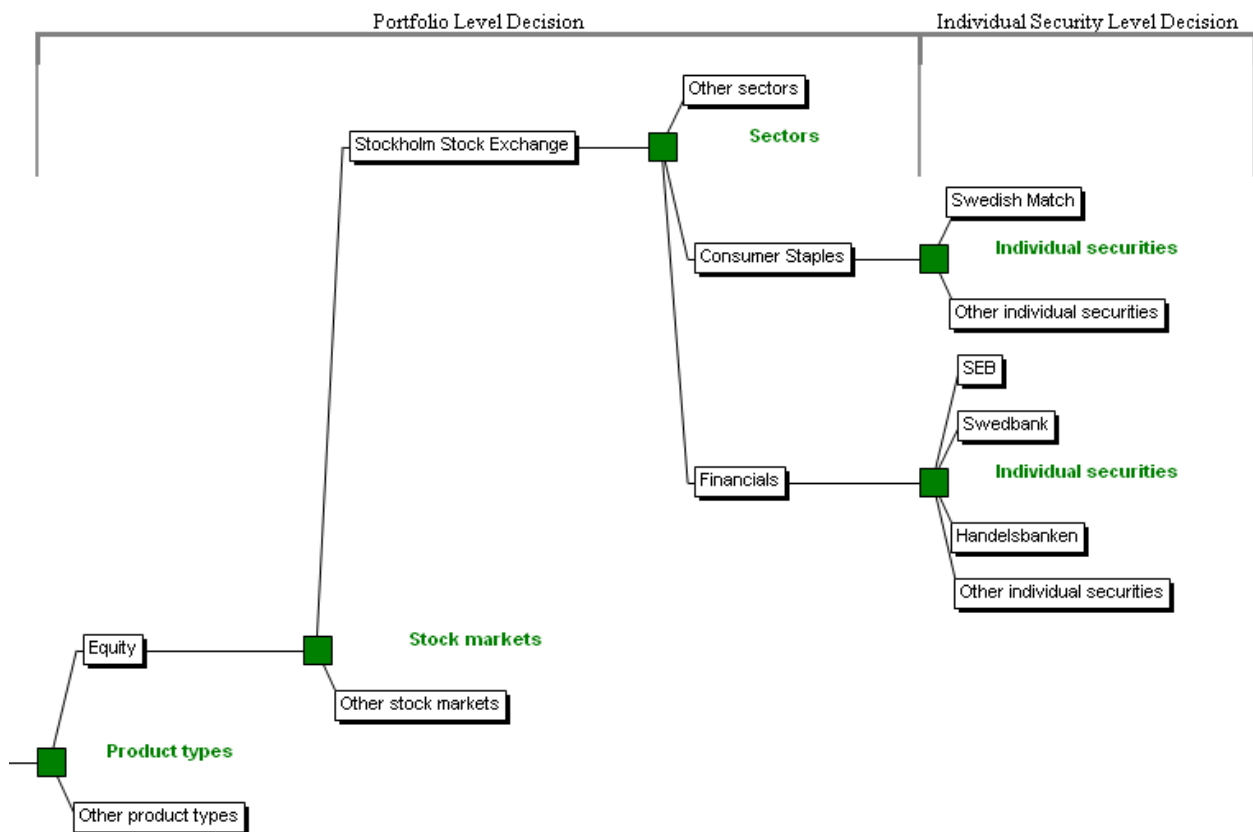 Portfolio Level Decision
Individual Security Level Decision
Other sectors
Sectors
Stockholm Stock Exchange
Swedish Match
Individual securities
Consumer Staples
Other individual securities
SEB
Swedbank
Individual securities
Financials
Handelsbanken
Other individual securities
Stock markets
Equity
Other stock markets
Product types
Other product types